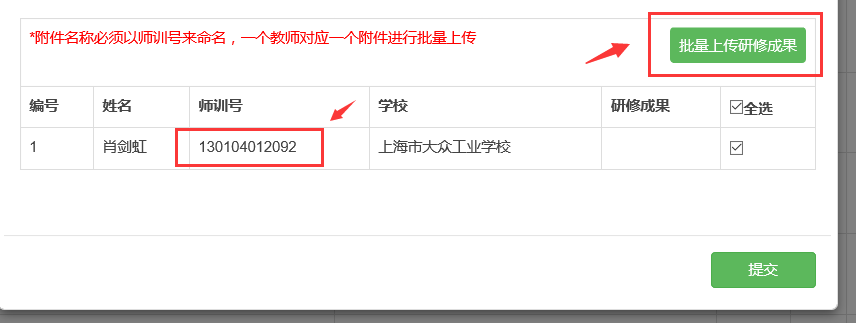 *附件名称必须以师训号来命名，一个教师对应一个附件进行批量上传
批量上传研修成果
编号 姓名 师训号 学校 研修成果 全选
1 肖剑虹 130104012092 上海市大众工业学校
提交